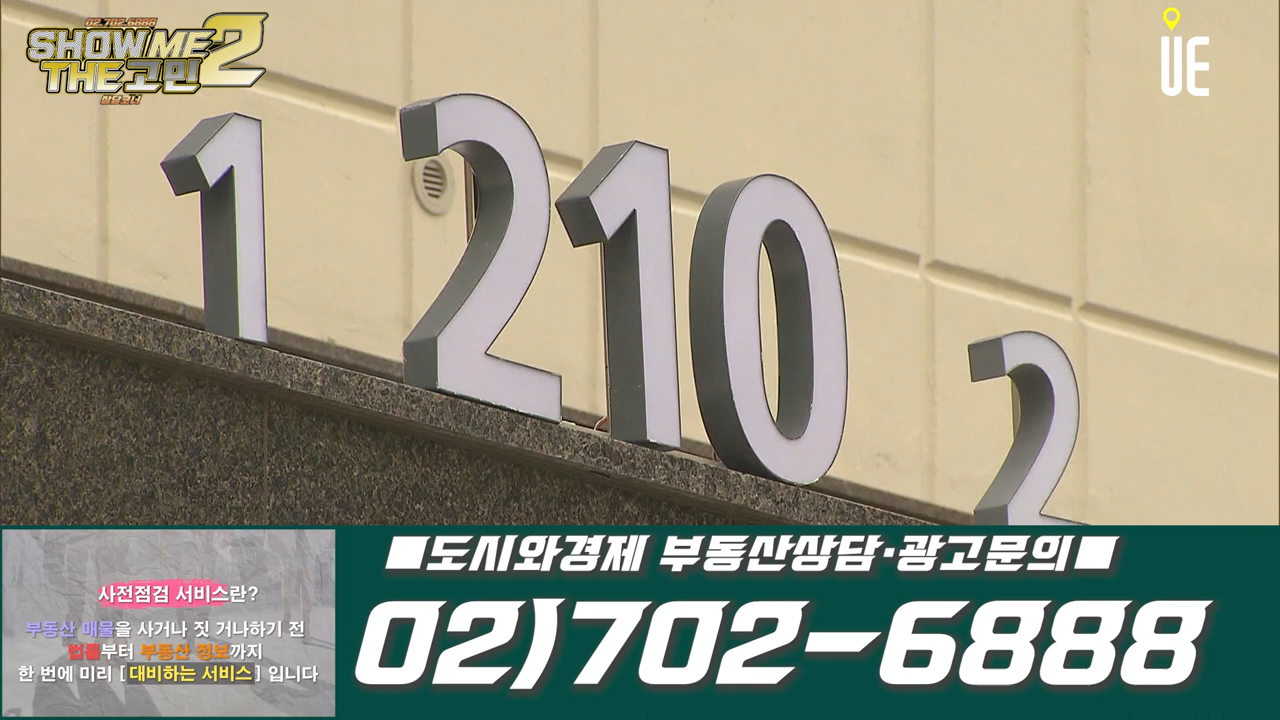 02.702.6888
SHOW ME
THE 고민 2
상담코너
UE
1 210 2
■도시와경제 부동산상담·광고문의■
02)702-6888
사전점검 서비스란?
부동산 매물을 사거나 짓 거나하기 전
법률부터 부동산 정보까지
한 번에 미리 [대비하는 서비스] 입니다